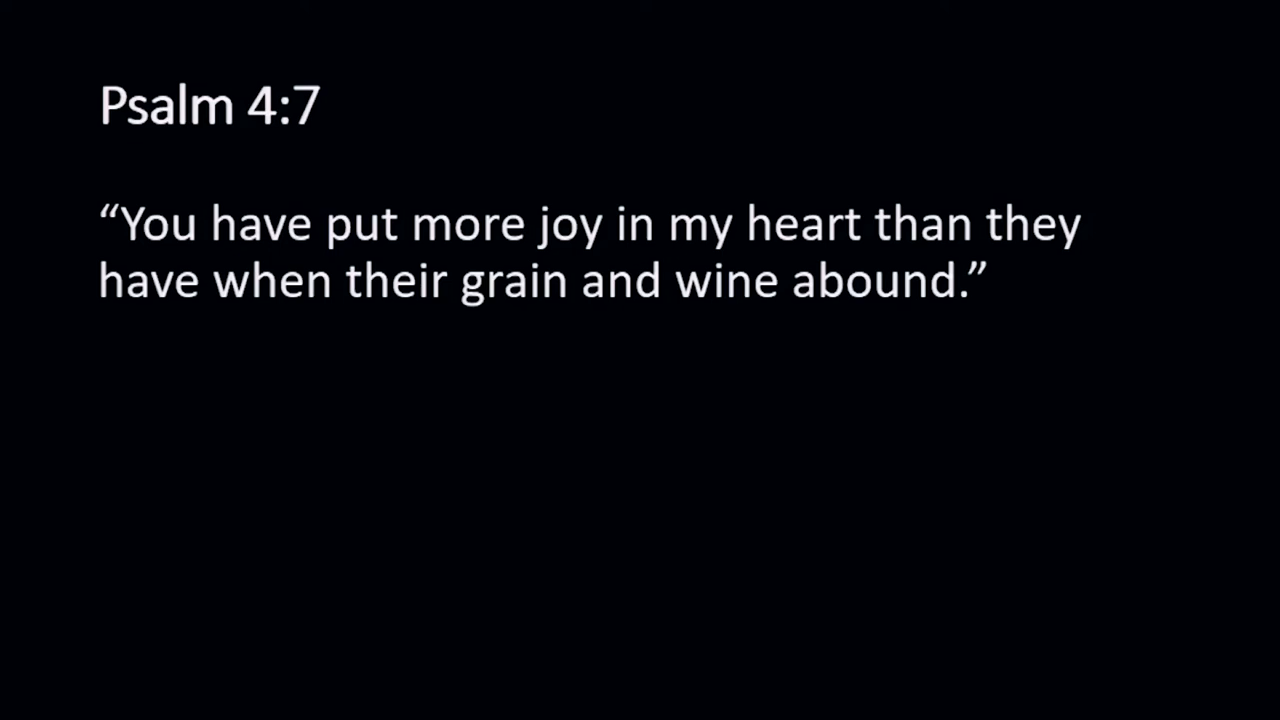 Psalm 4:7
“You have put more joy in my heart than they
have when their grain and wine abound.”